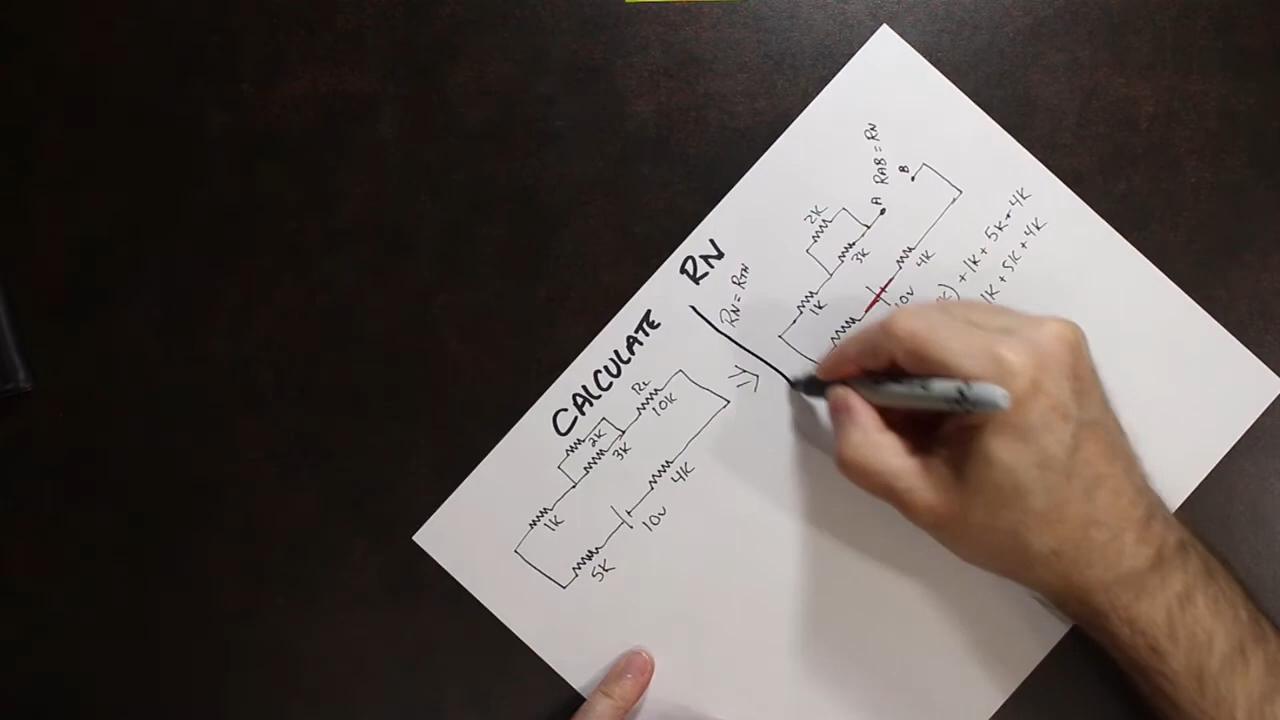 CALCULATE RN
RN = RTH
2K
3K
1K
RL
10K
4K
10V
5K
2K
3K
1K
A
RAB = RN
B
4K
10V
) + 1K + 5K + 4K
1K + 5K + 4K